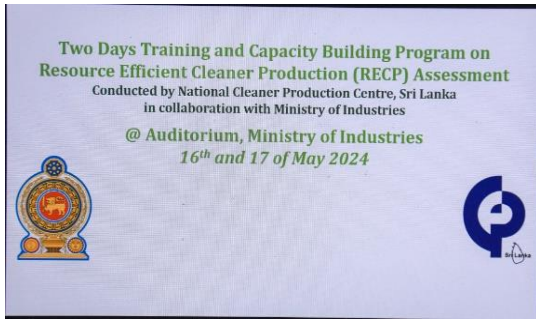 Two Days Training and Capacity Building Program on
Resource Efficient Cleaner Production (RECP) Assessment
Conducted by National Cleaner Production Centre, Sri Lanka
in collaboration with Ministry of Industries
@ Auditorium, Ministry of Industries
16th and 17 of May 2024
Sri Lanka